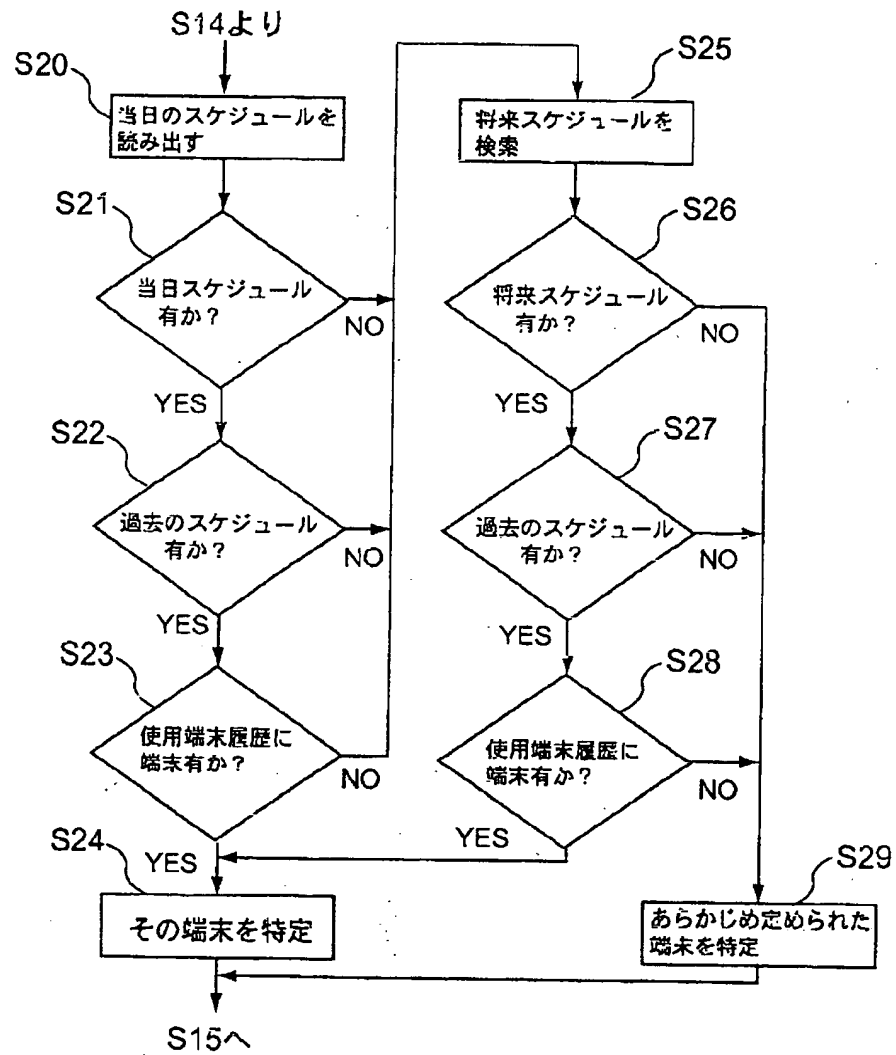 S14より
S20
当日のスケジュールを
読み出す
S21
当日スケジュール
有か？
NO
YES
S22
過去のスケジュール
有か？
NO
YES
S23
使用端末履歴に
端末有か？
NO
YES
S24
その端末を特定
S15へ
S25
将来スケジュールを
検索
S26
将来スケジュール
有か？
NO
YES
S27
過去のスケジュール
有か？
NO
YES
S28
使用端末履歴に
端末有か？
NO
YES
S29
あらかじめ定められた
端末を特定